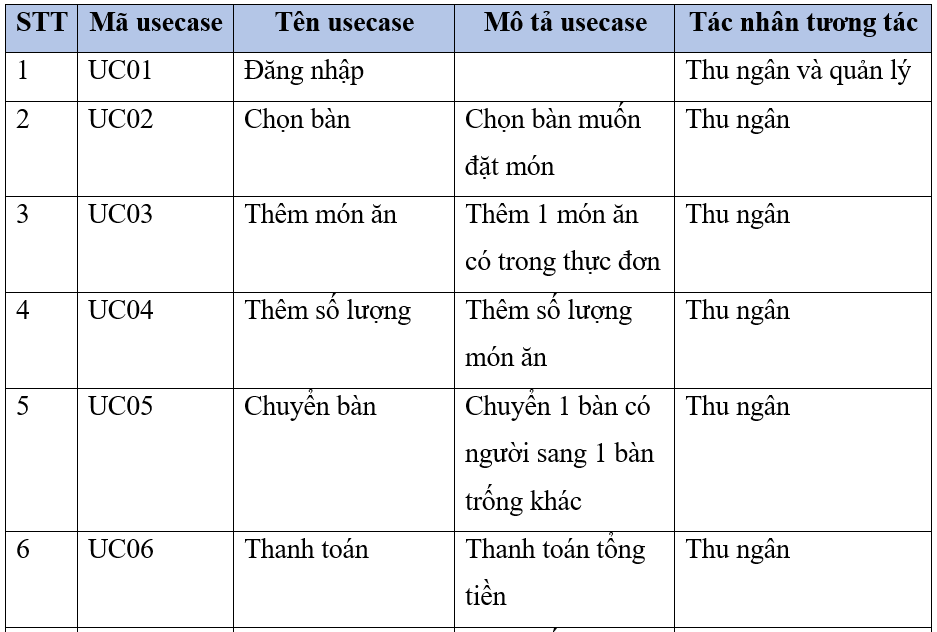 STT Mã usecase Tên usecase Mô tả usecase Tác nhân tương tác
1 UC01 Đăng nhập Thu ngân và quản lý
2 UC02 Chọn bàn Chọn bàn muốn Thu ngân
đặt món
3 UC03 Thêm món ăn Thêm 1 món ăn Thu ngân
có trong thực đơn
4 UC04 Thêm số lượng Thêm số lượng Thu ngân
món ăn
5 UC05 Chuyển bàn Chuyển 1 bàn có Thu ngân
người sang 1 bàn
trống khác
6 UC06 Thanh toán Thanh toán tổng Thu ngân
tiền